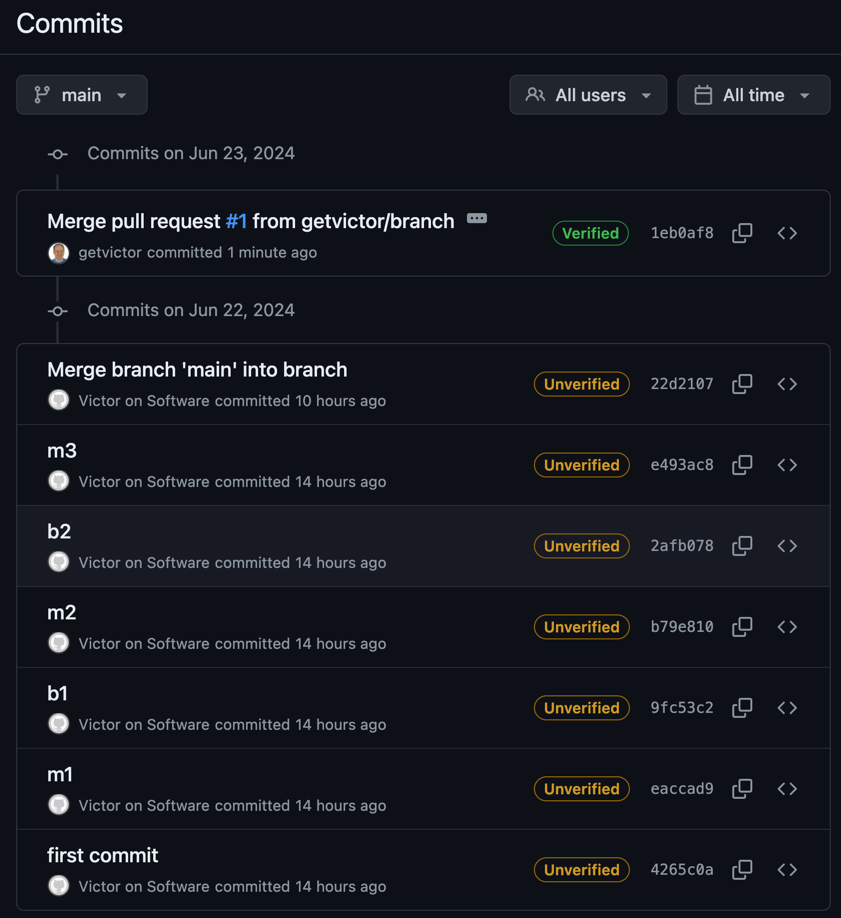 Commits
main
All users
All time
Commits on Jun 23, 2024
Merge pull request #1 from getvictor/branch
Verified
1eb0af8
getvictor committed 1 minute ago
Commits on Jun 22, 2024
Merge branch 'main' into branch
Unverified
22d2107
Victor on Software committed 10 hours ago
m3
Unverified
e493ac8
Victor on Software committed 14 hours ago
b2
Unverified
2afb078
Victor on Software committed 14 hours ago
m2
Unverified
b79e810
Victor on Software committed 14 hours ago
b1
Unverified
9fc53c2
Victor on Software committed 14 hours ago
m1
Unverified
eaccad9
Victor on Software committed 14 hours ago
first commit
Unverified
4265c0a
Victor on Software committed 14 hours ago